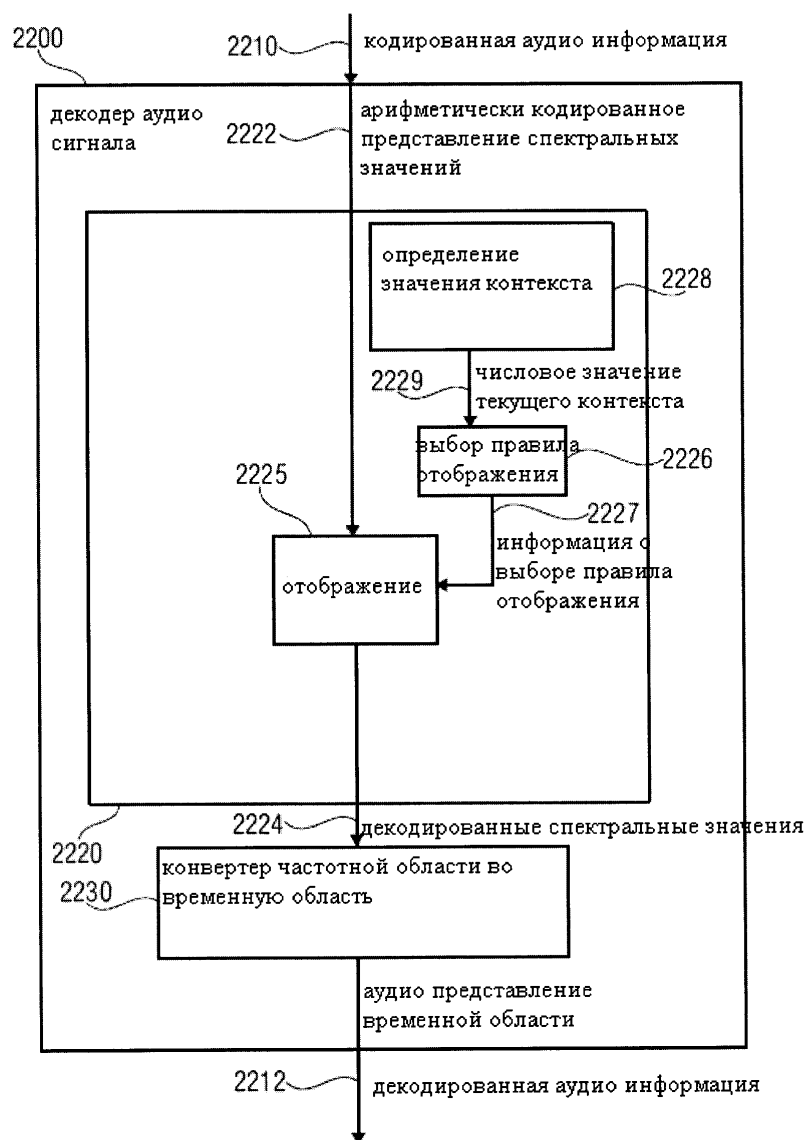 2200
2210
кодированная аудио информация
декодер аудио
сигнала
2222
арифметически кодированное
представление спектральных
значений
определение
значения контекста
2228
2229
числовое значение
текущего контекста
выбор правила
отображения
2226
2225
2227
информация о
выборе правила
отображения
отображение
2224
декодированные спектральные значения
2220
конвертер частотной области во
временную область
2230
аудио представление
временной области
2212
декодированная аудио информация